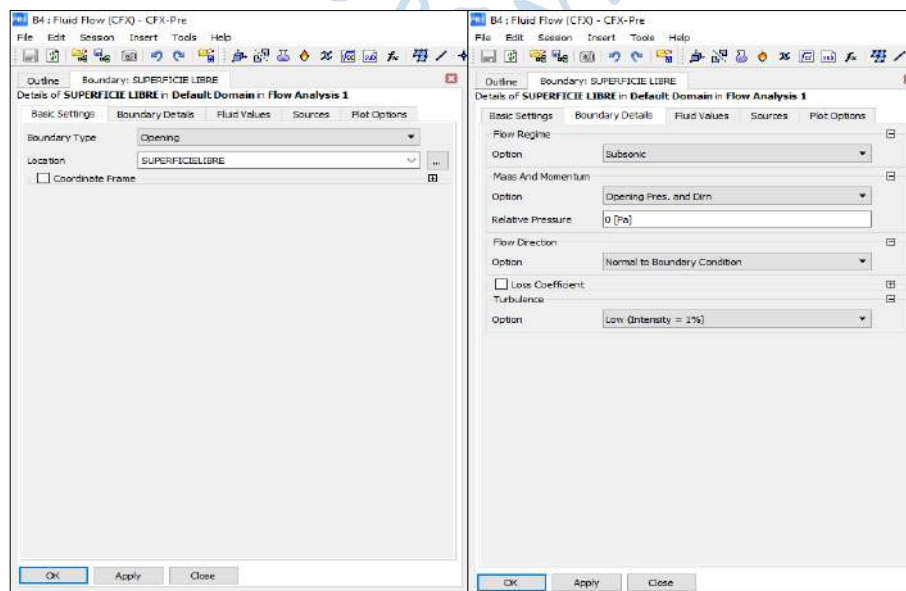 B4 : Fluid Flow (CFX) - CFX-Pre
File Edit Session Insert Tools Help
Outline Boundary: SUPERFICIE LIBRE
Details of SUPERFICIE LIBRE in Default Domain in Flow Analysis 1
Basic Settings Boundary Details Fluid Values Sources Plot Options
Boundary Type Opening
Location SUPERFICIELIBRE ...
Coordinate Frame
OK Apply Close
B4 : Fluid Flow (CFX) - CFX-Pre
File Edit Session Insert Tools Help
Outline Boundary: SUPERFICIE LIBRE
Details of SUPERFICIE LIBRE in Default Domain in Flow Analysis 1
Basic Settings Boundary Details Fluid Values Sources Plot Options
Flow Regime
Option Subsonic
Mass And Momentum
Option Opening Pres. and Dirn
Relative Pressure 0 [Pa]
Flow Direction
Option Normal to Boundary Condition
Loss Coefficient
Turbulence
Option Low (Intensity = 1%)
OK Apply Close